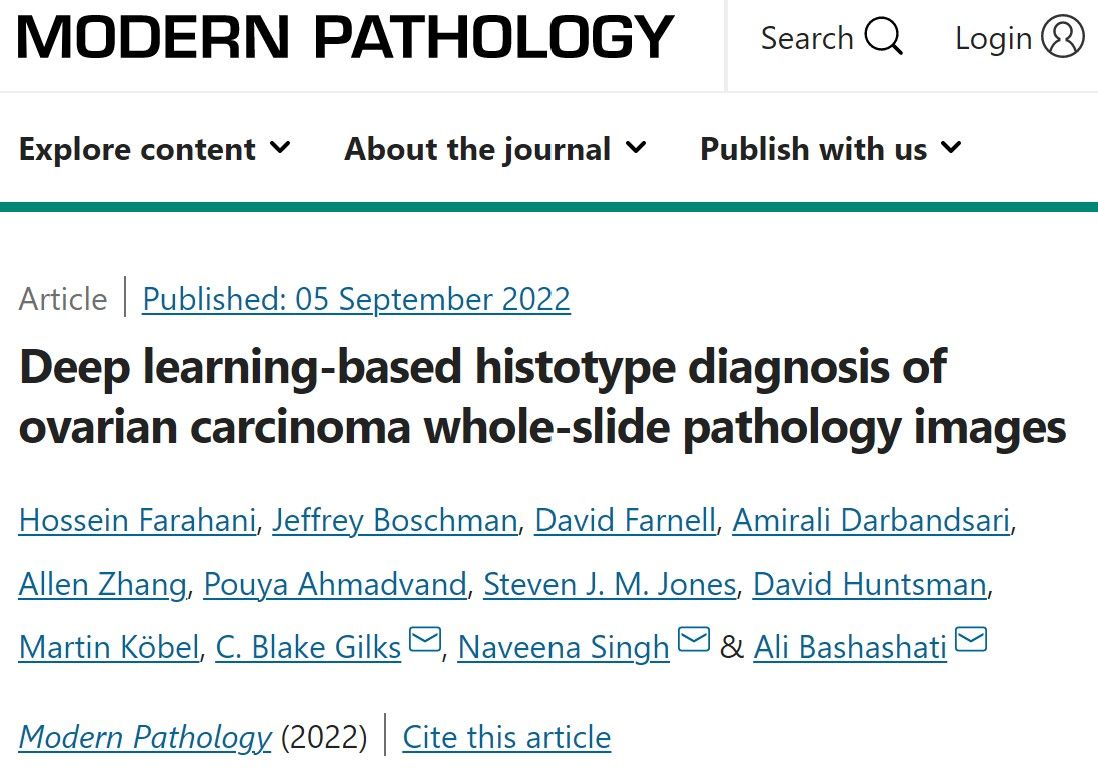 MODERN PATHOLOGY
Search
Login
Explore content
About the journal
Publish with us
Article | Published: 05 September 2022
Deep learning-based histotype diagnosis of
ovarian carcinoma whole-slide pathology images
Hossein Farahani, Jeffrey Boschman, David Farnell, Amirali Darbandsari,
Allen Zhang, Pouya Ahmadvand, Steven J. M. Jones, David Huntsman,
Martin Köbel, C. Blake Gilks, Naveena Singh & Ali Bashashati
Modern Pathology (2022) | Cite this article